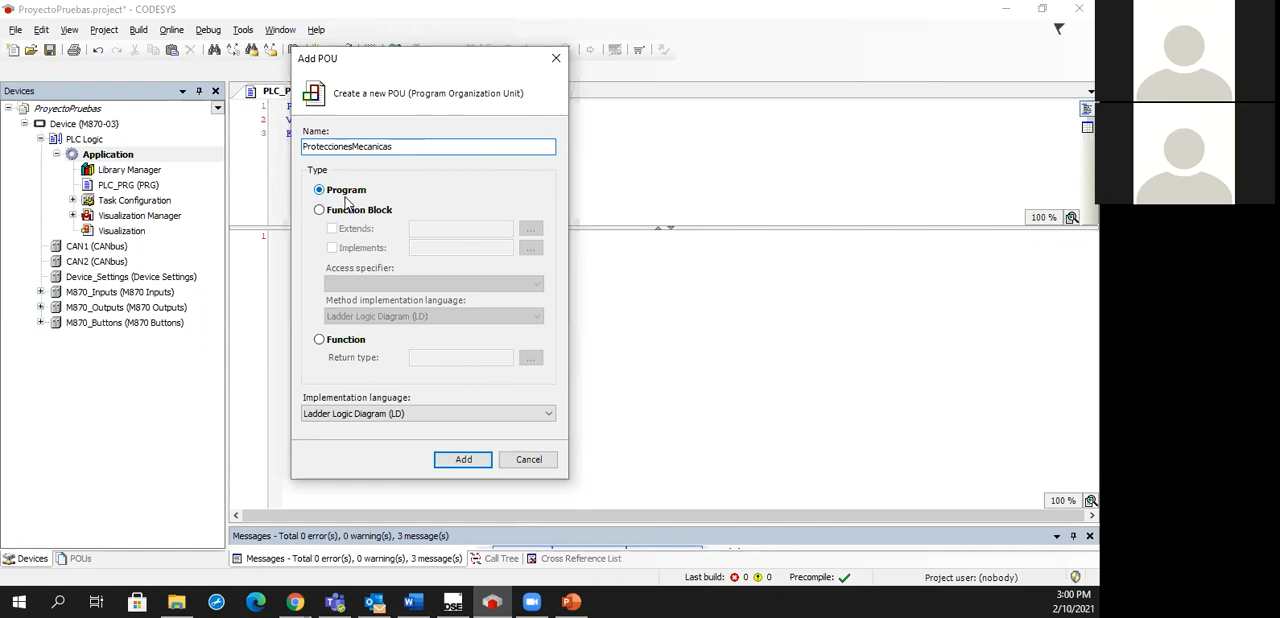 ProyectoPruebas.project* - CODESYS
File Edit View Project Build Online Debug Tools Window Help
Devices
ProyectoPruebas
Device (M870-03)
PLC Logic
Application
Library Manager
PLC_PRG (PRG)
Task Configuration
Visualization Manager
Visualization
CAN1 (CANbus)
CAN2 (CANbus)
Device_Settings (Device Settings)
M870_Inputs (M870 Inputs)
M870_Outputs (M870 Outputs)
M870_Buttons (M870 Buttons)
Devices POUs
PLC_P
1 P
2 V
3 E
100 %
1
100 %
Add POU
Create a new POU (Program Organization Unit)
Name:
ProteccionesMecanicas
Type
Program
Function Block
Extends: ...
Implements: ...
Access specifier:
Method implementation language:
Ladder Logic Diagram (LD)
Function
Return type: ...
Implementation language:
Ladder Logic Diagram (LD)
Add Cancel
Messages - Total 0 error(s), 0 warning(s), 3 message(s)
Messages - Total 0 error(s), 0 warning(s), 3 message(s) Call Tree Cross Reference List
Last build: 0 0 Precompile: Project user: (nobody)
DSE
3:00 PM
2/10/2021